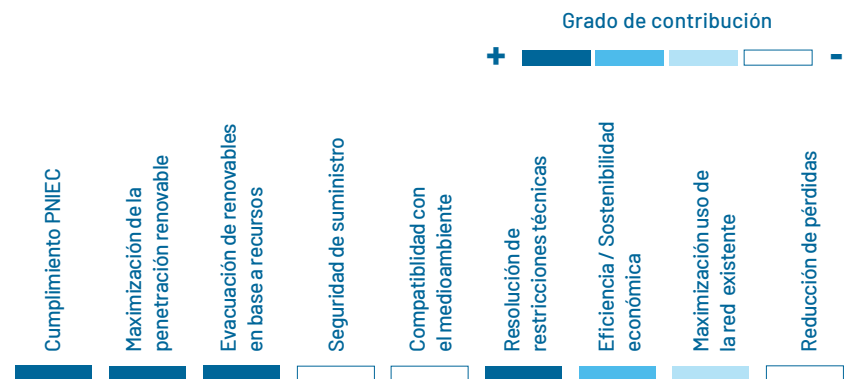 Grado de contribución
+ -
Cumplimiento PNIEC
Maximización de la
penetración renovable
Evacuación de renovables
en base a recursos
Seguridad de suministro
Compatiblidad con
el medioambiente
Resolución de
restricciones técnicas
Eficiencia / Sostenibilidad
económica
Maximización uso de
la red existente
Reducción de pérdidas